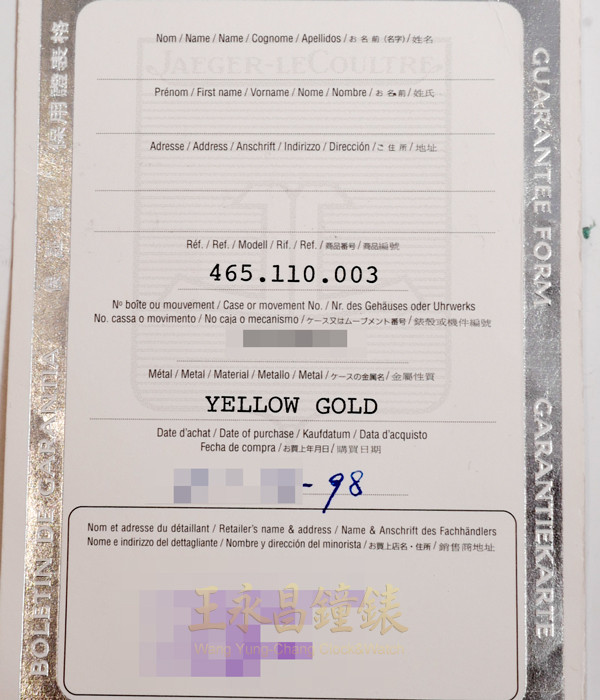 Nom / Name / Name / Cognome / Apellidos / お名前 (名字) / 姓名
JAEGER-LECOULTRE
Prénom / First name / Vorname / Nome / Nombre / お名前 / 姓氏
Adresse / Address / Anschrift / Indirizzo / Dirección / ご住所 / 地址
Réf. / Ref. / Modell / Rif. / Ref. / 商品番号 / 商品編號
465.110.003
Nº boîte ou mouvement / Case or movement No. / Nr. des Gehäuses oder Uhrwerks
No. cassa o movimento / No caja o mecanismo / ケース又はムーブメント番号 / 錶殼或機件編號
Métal / Metal / Material / Metallo / Metal / ケースの金属名 / 金屬性質
YELLOW GOLD
Date d'achat / Date of purchase / Kaufdatum / Data d'acquisto
Fecha de compra / お買上年月日 / 購買日期
-98
Nom et adresse du détaillant / Retailer's name & address / Name & Anschrift des Fachhändlers
Nome e indirizzo del dettagliante / Nombre y dirección del minorista / お買上店名・住所 / 銷售商地址
王永昌鐘錶
BOLETIN DE GARANTIA
GUARANTEE FORM
GARANTIEKARTE